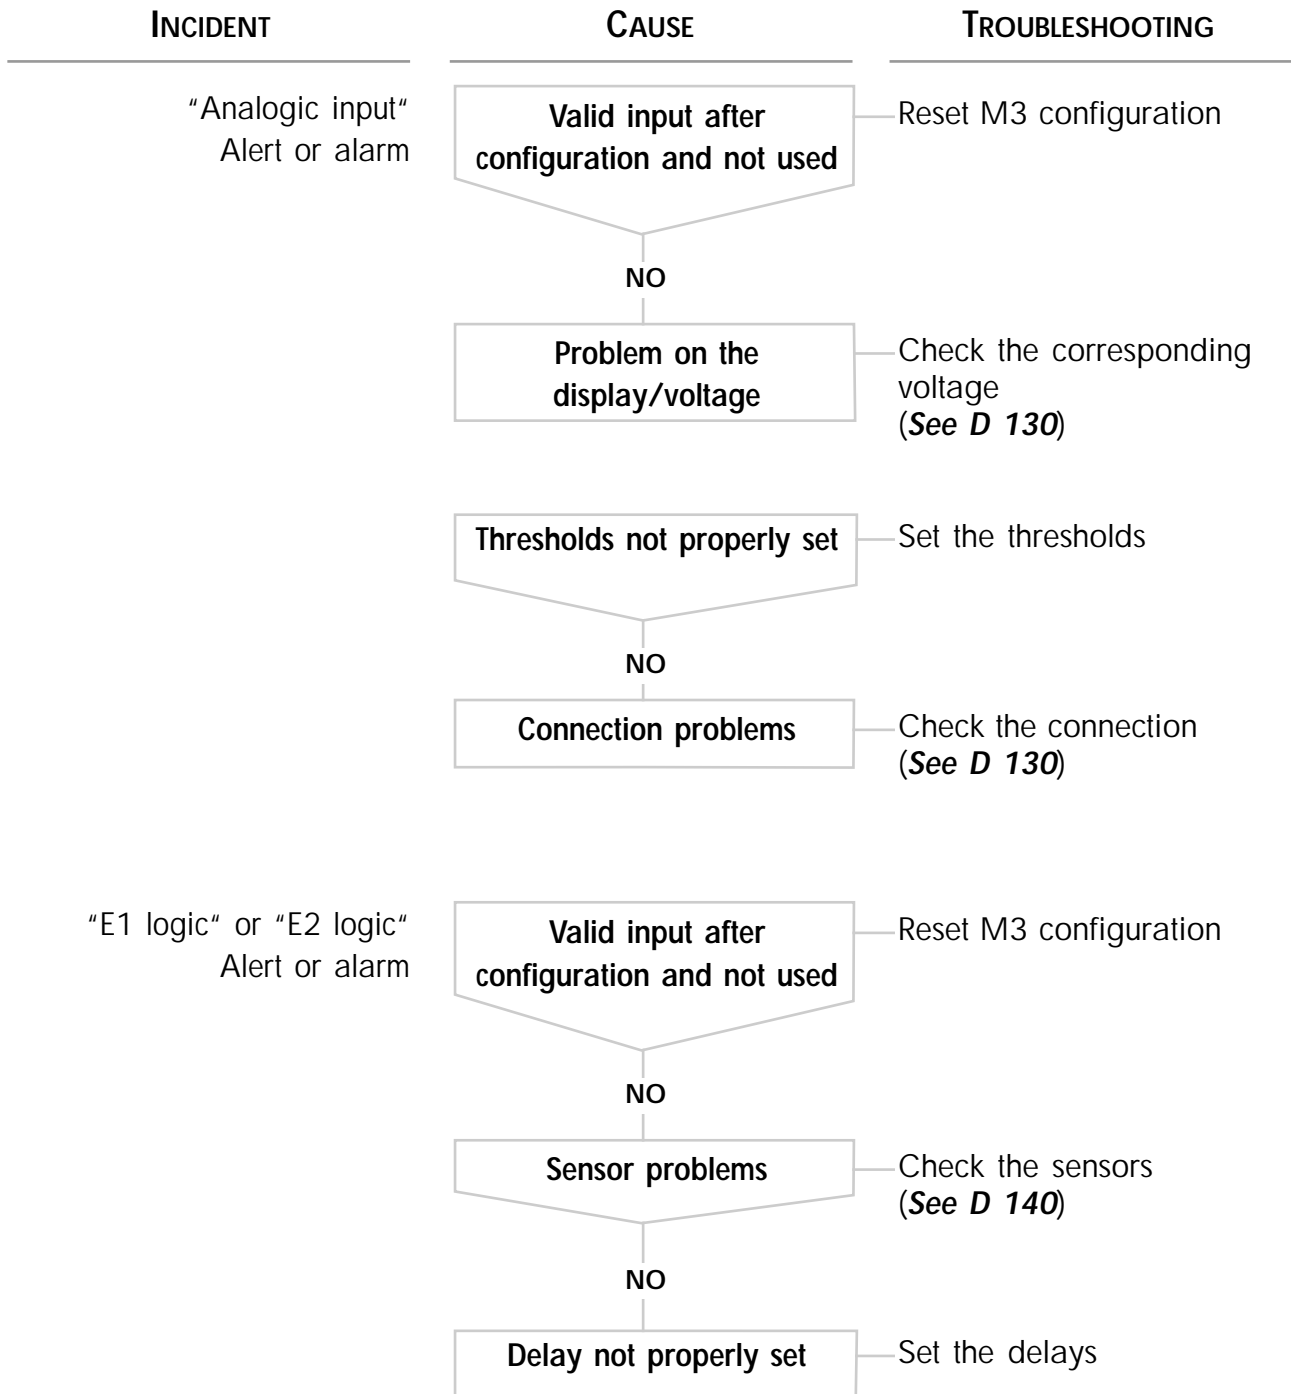 INCIDENT
CAUSE
TROUBLESHOOTING
"Analogic input"
Alert or alarm
Valid input after
configuration and not used
Reset M3 configuration
NO
Problem on the
display/voltage
Check the corresponding
voltage
(See D 130)
Thresholds not properly set
Set the thresholds
NO
Connection problems
Check the connection
(See D 130)
"E1 logic" or "E2 logic"
Alert or alarm
Valid input after
configuration and not used
Reset M3 configuration
NO
Sensor problems
Check the sensors
(See D 140)
NO
Delay not properly set
Set the delays